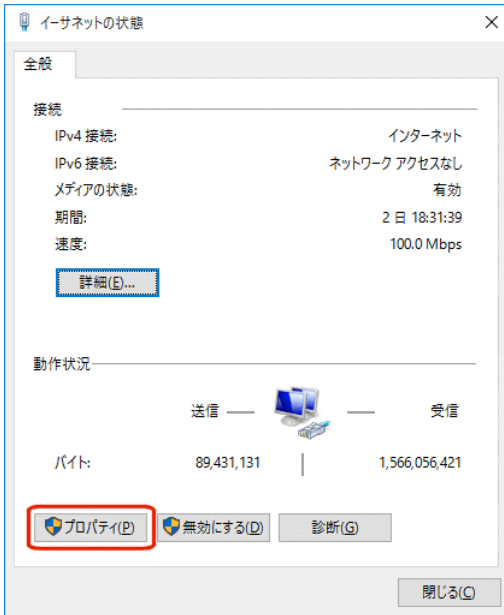 イーサネットの状態
全般
接続
IPv4 接続: インターネット
IPv6 接続: ネットワーク アクセスなし
メディアの状態: 有効
期間: 2 日 18:31:39
速度: 100.0 Mbps
詳細(E)...
動作状況
送信 受信
バイト: 89,431,131 1,566,056,421
プロパティ(P) 無効にする(D) 診断(G)
閉じる(C)